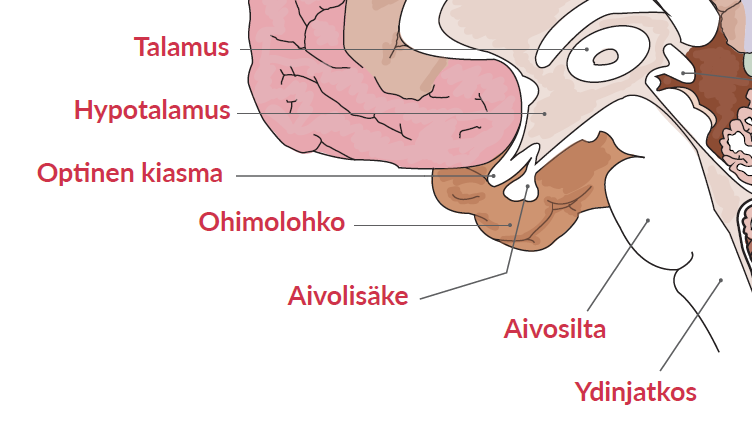 Talamus
Hypotalamus
Optinen kiasma
Ohimolohko
Aivolisäke
Aivosilta
Ydinjatkos